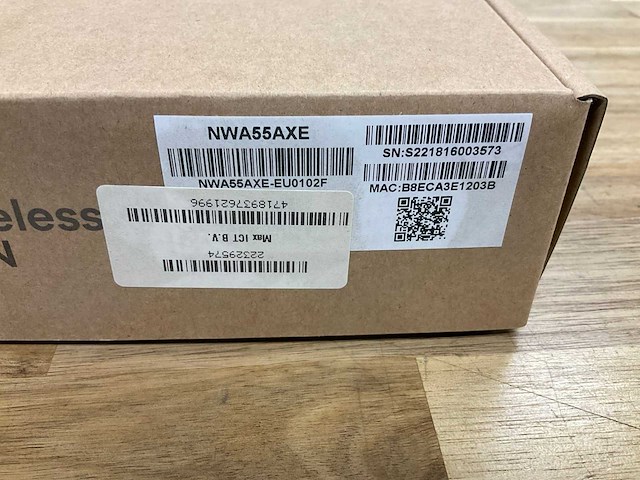 NWA55AXE
NWA55AXE-EU0102F
SN:S221816003573
MAC:B8ECA3E1203B
4718937621996
Max ICT B.V.
22329574
eless
N